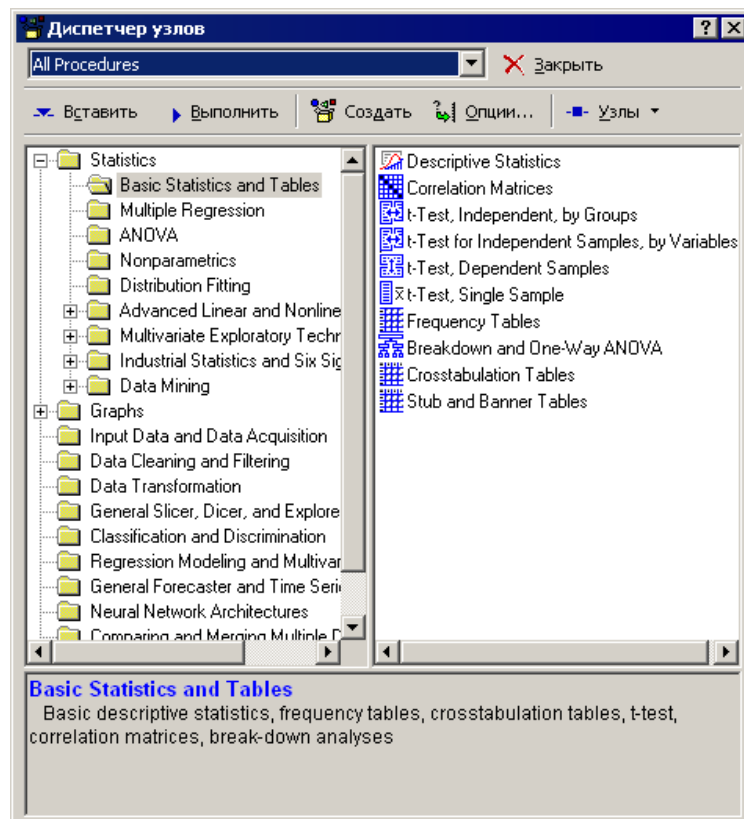 Диспетчер узлов
All Procedures
Закрыть
Вставить Выполнить Создать Опции... Узлы
Statistics
Basic Statistics and Tables
Multiple Regression
ANOVA
Nonparametrics
Distribution Fitting
Advanced Linear and Nonline
Multivariate Exploratory Techr
Industrial Statistics and Six Sig
Data Mining
Graphs
Input Data and Data Acquisition
Data Cleaning and Filtering
Data Transformation
General Slicer, Dicer, and Explore
Classification and Discrimination
Regression Modeling and Multivar
General Forecaster and Time Seri
Neural Network Architectures
Comparing and Merging Multiple D
Descriptive Statistics
Correlation Matrices
t-Test, Independent, by Groups
t-Test for Independent Samples, by Variables
t-Test, Dependent Samples
t-Test, Single Sample
Frequency Tables
Breakdown and One-Way ANOVA
Crosstabulation Tables
Stub and Banner Tables
Basic Statistics and Tables
Basic descriptive statistics, frequency tables, crosstabulation tables, t-test,
correlation matrices, break-down analyses